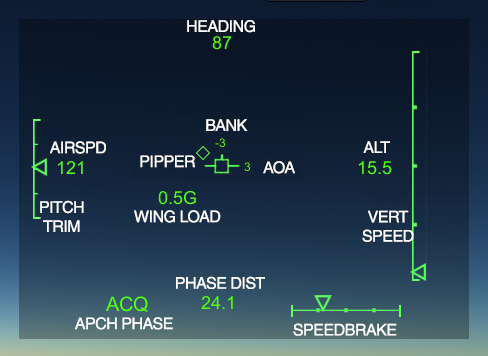 HEADING
87
BANK
-3
AIRSPD
121
PIPPER
3
AOA
ALT
15.5
0.5G
WING LOAD
PITCH
TRIM
VERT
SPEED
PHASE DIST
24.1
ACQ
APCH PHASE
SPEEDBRAKE